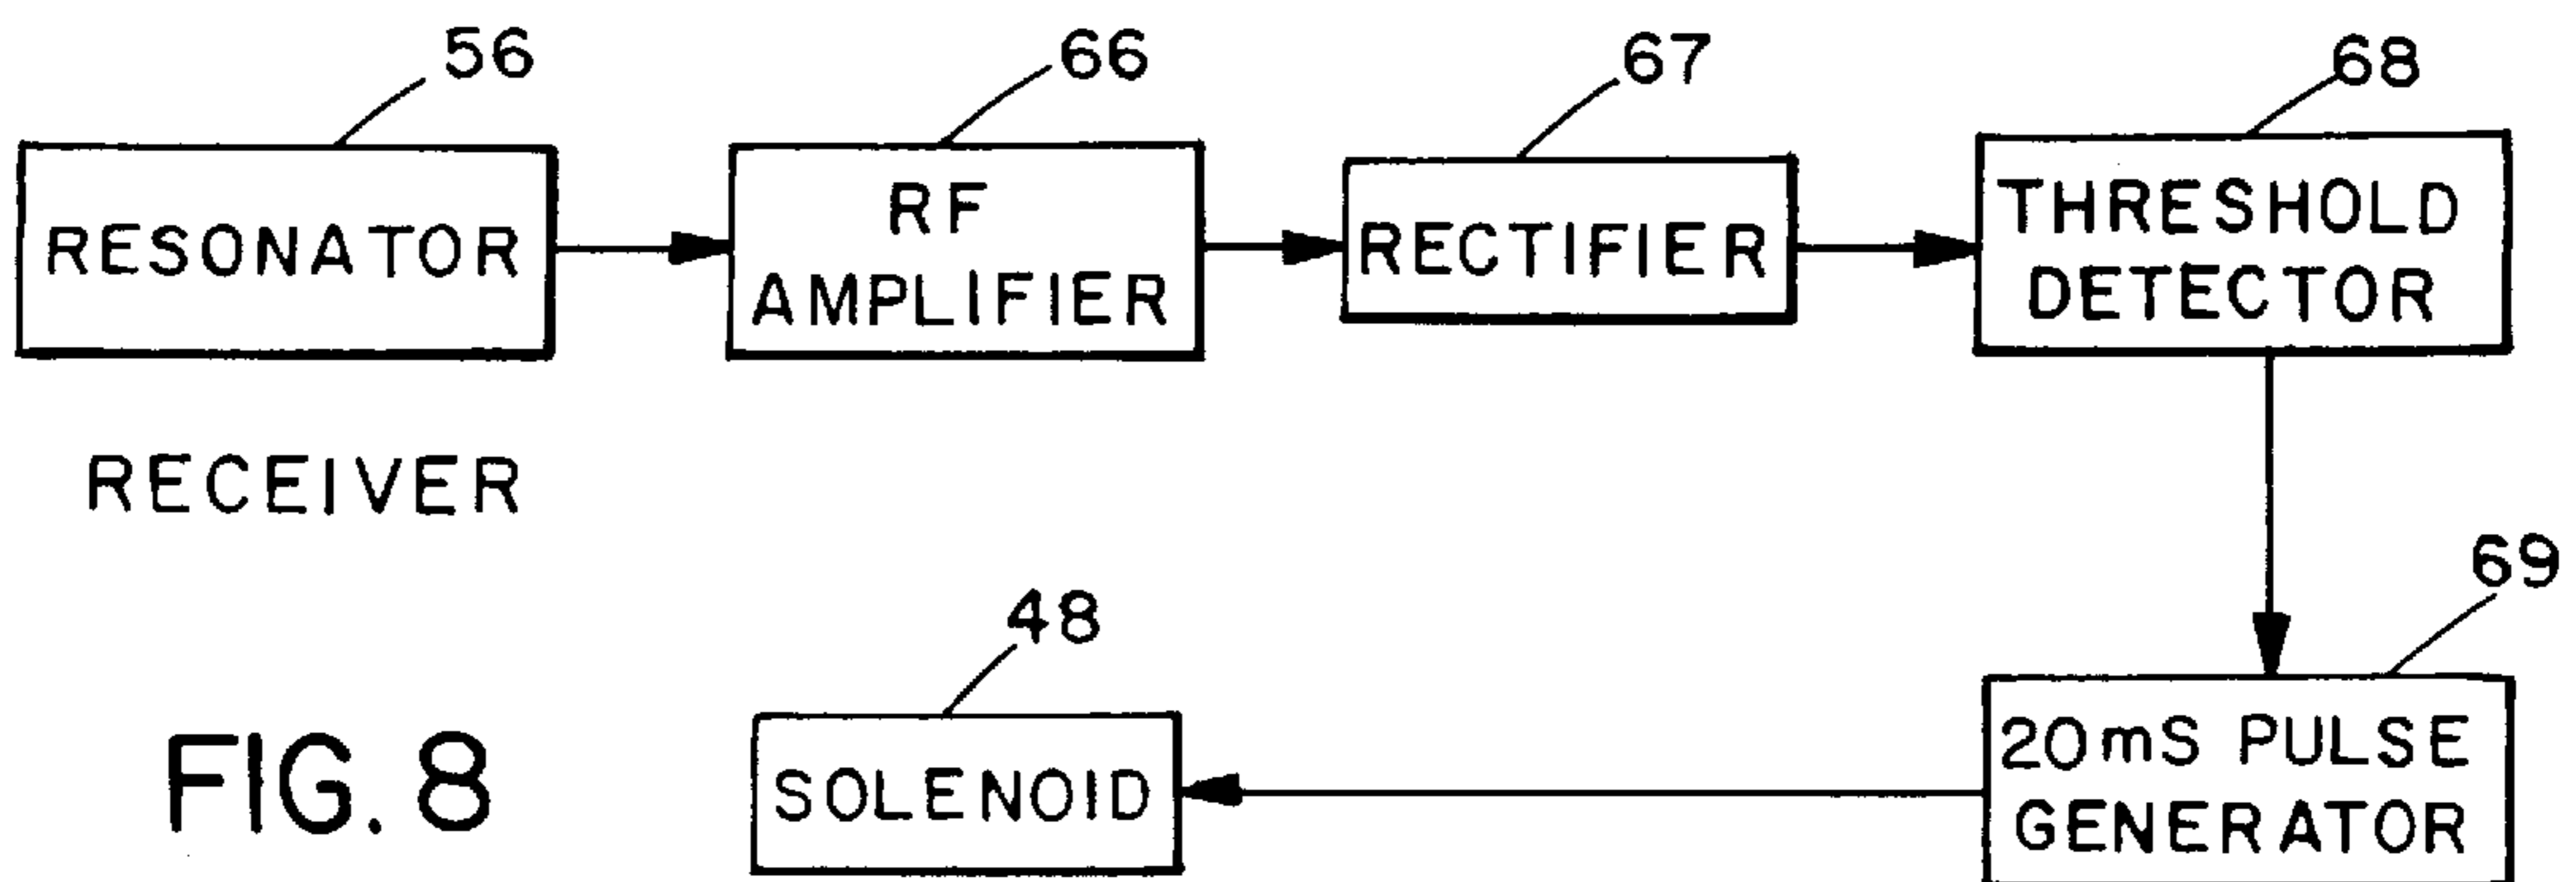 56
66
67
68
RESONATOR
RF
AMPLIFIER
RECTIFIER
THRESHOLD
DETECTOR
RECEIVER
69
48
20mS PULSE
GENERATOR
SOLENOID
FIG. 8